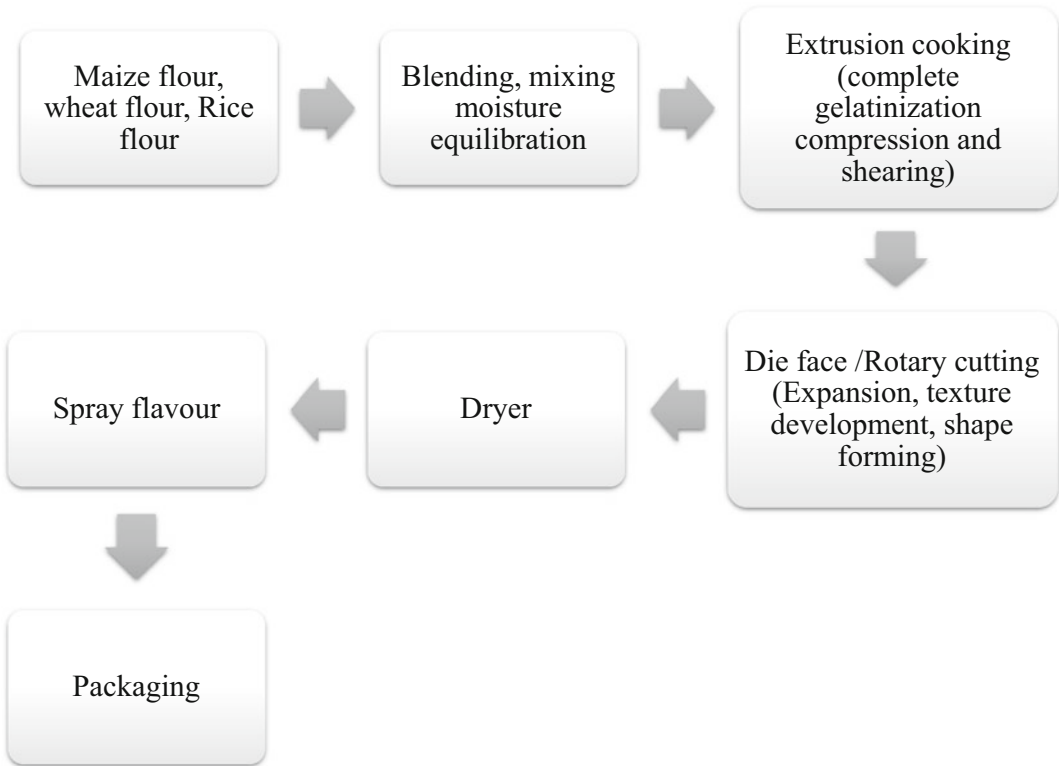 Maize flour,
wheat flour, Rice
flour
Blending, mixing
moisture
equilibration
Extrusion cooking
(complete
gelatinization
compression and
shearing)
Die face /Rotary cutting
(Expansion, texture
development, shape
forming)
Dryer
Spray flavour
Packaging